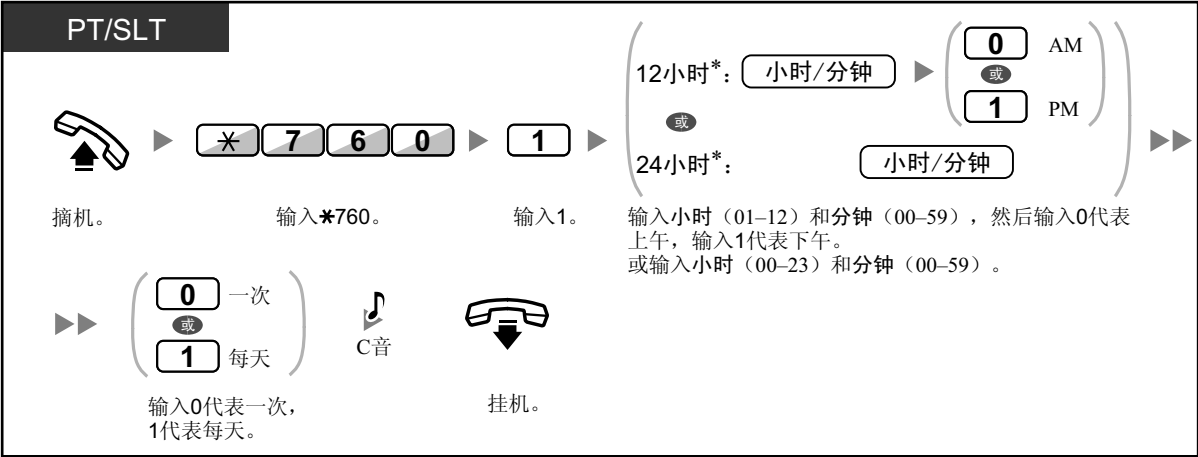 PT/SLT
12小时*: 小时/分钟 0 AM
或
1 PM
或
24小时*: 小时/分钟
* 7 6 0 1
摘机。 输入*760。 输入1。 输入小时（01–12）和分钟（00–59），然后输入0代表
上午，输入1代表下午。
或输入小时（00–23）和分钟（00–59）。
0 一次
或
1 每天
C音
输入0代表一次，
1代表每天。
挂机。